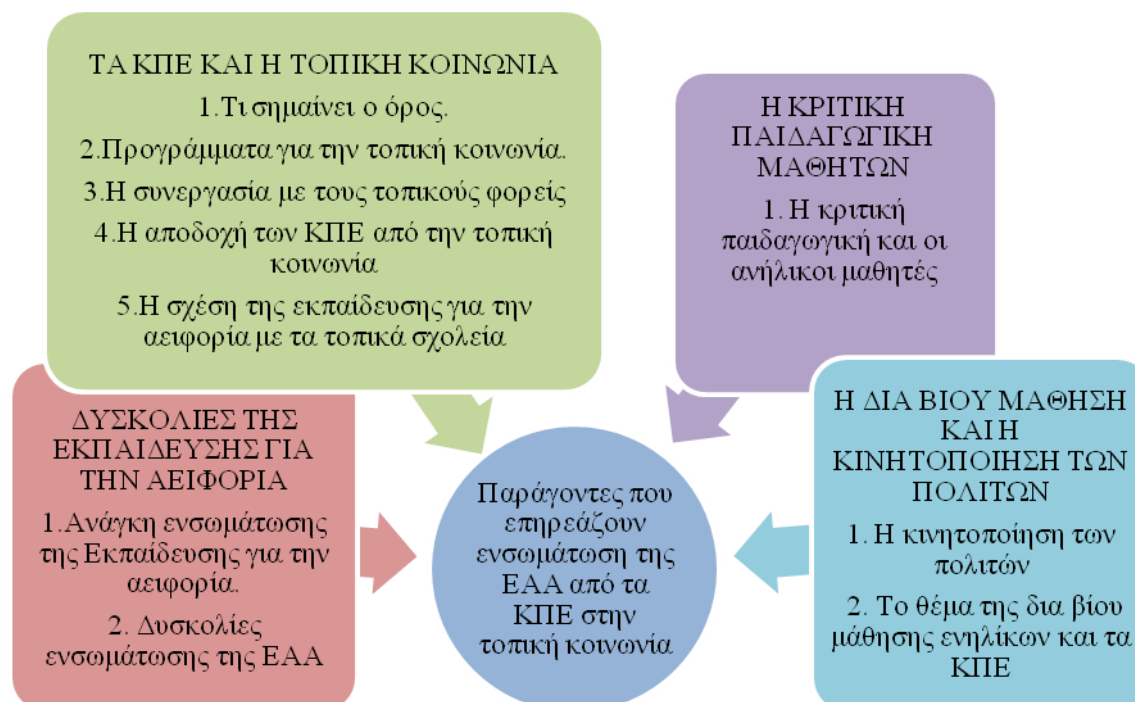 ΤΑ ΚΠΕ ΚΑΙ Η ΤΟΠΙΚΗ ΚΟΙΝΩΝΙΑ
1.Τι σημαίνει ο όρος.
2.Προγράμματα για την τοπική κοινωνία.
3.Η συνεργασία με τους τοπικούς φορείς
4.Η αποδοχή των ΚΠΕ από την τοπική
κοινωνία
5.Η σχέση της εκπαίδευσης για την
αειφορία με τα τοπικά σχολεία
Η ΚΡΙΤΙΚΗ
ΠΑΙΔΑΓΩΓΙΚΗ
ΜΑΘΗΤΩΝ
1. Η κριτική
παιδαγωγική και οι
ανήλικοι μαθητές
ΔΥΣΚΟΛΙΕΣ ΤΗΣ
ΕΚΠΑΙΔΕΥΣΗΣ ΓΙΑ
ΤΗΝ ΑΕΙΦΟΡΙΑ
1.Ανάγκη ενσωμάτωσης
της Εκπαίδευσης για την
αειφορία.
2. Δυσκολίες
ενσωμάτωσης της ΕΑΑ
Παράγοντες που
επηρεάζουν
ενσωμάτωση της
ΕΑΑ από τα
ΚΠΕ στην
τοπική κοινωνία
Η ΔΙΑ ΒΙΟΥ ΜΑΘΗΣΗ
ΚΑΙ Η
ΚΙΝΗΤΟΠΟΙΗΣΗ ΤΩΝ
ΠΟΛΙΤΩΝ
1. Η κινητοποίηση των
πολιτών
2. Το θέμα της δια βίου
μάθησης ενηλίκων και τα
ΚΠΕ